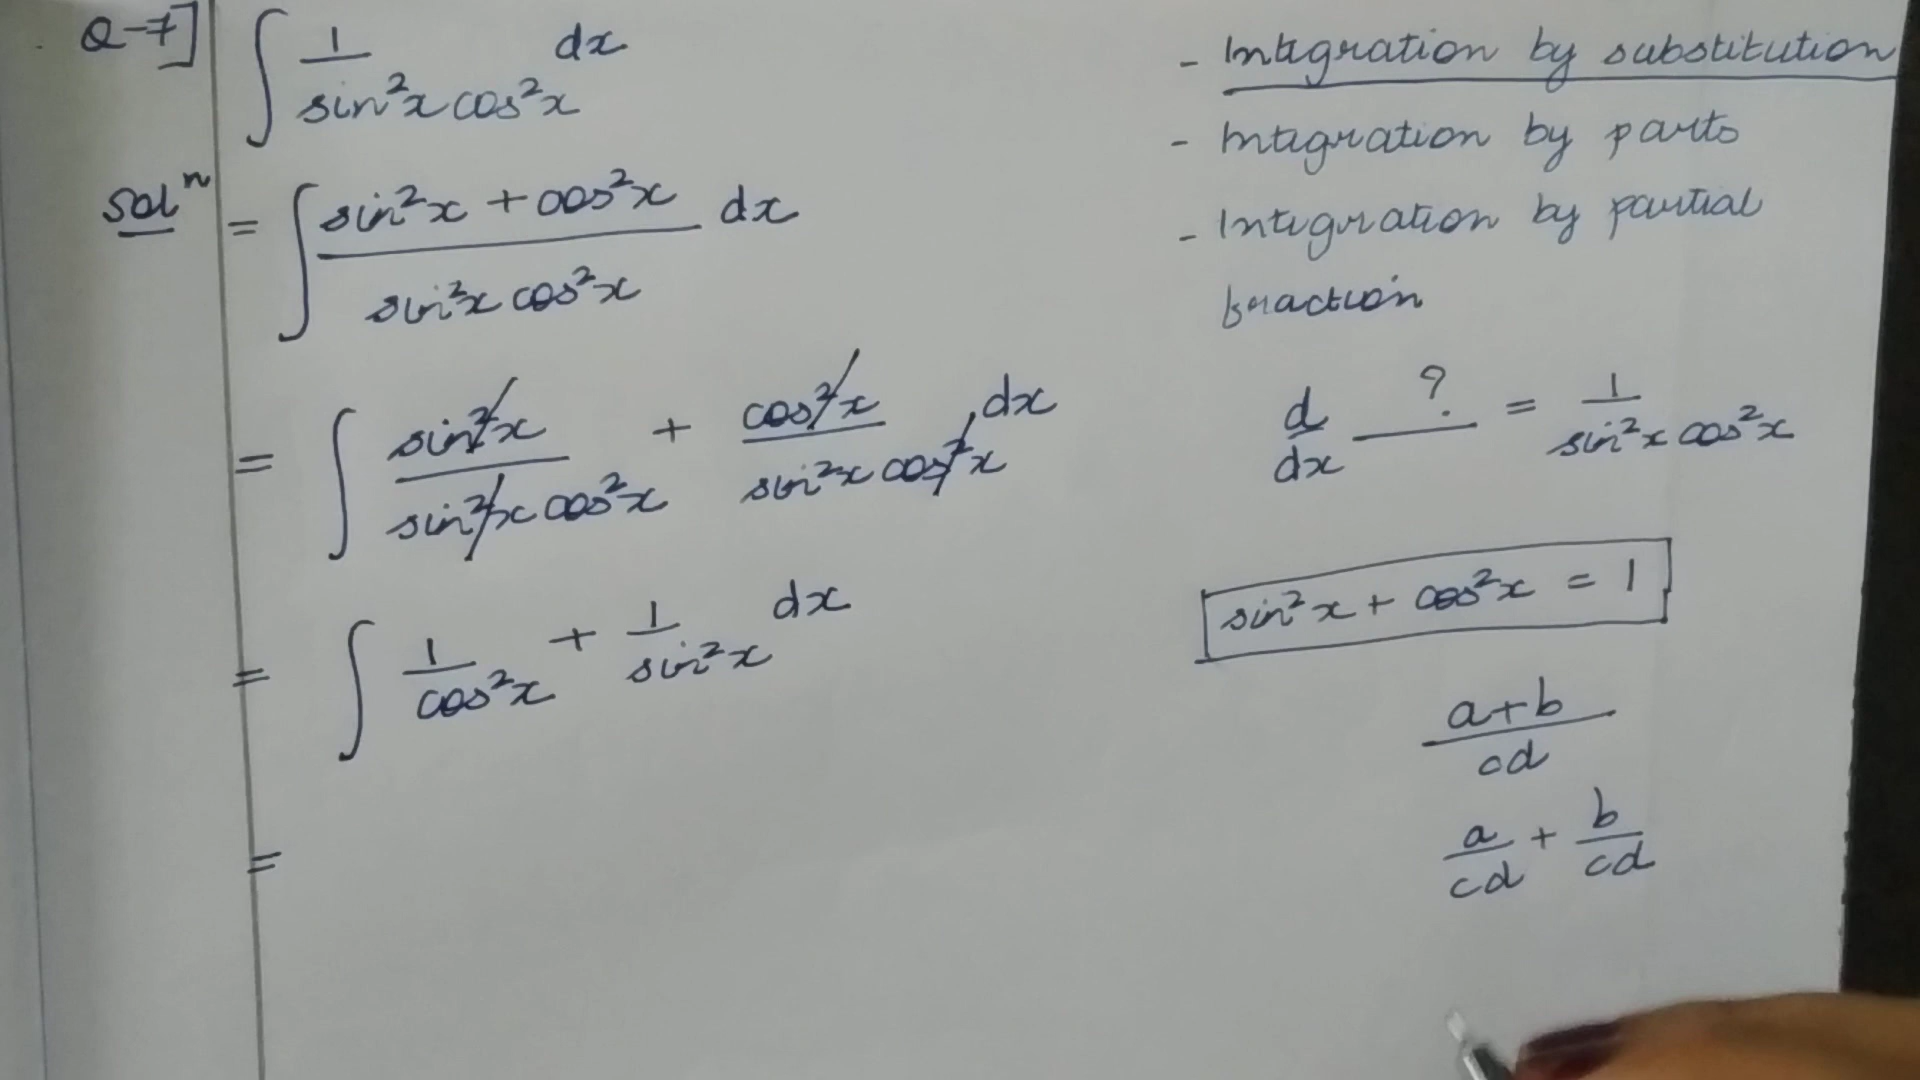 Q-7] ∫ 1/(sin²x cos²x) dx
Solⁿ = ∫ (sin²x + cos²x)/(sin²x cos²x) dx
= ∫ sin²x/(sin²x cos²x) + cos²x/(sin²x cos²x) dx
= ∫ 1/cos²x + 1/sin²x dx
=
- Integration by substitution
- Integration by parts
- Integration by partial
fraction
d/dx ___?___ = 1/(sin²x cos²x)
sin²x + cos²x = 1
(a+b)/cd
a/cd + b/cd